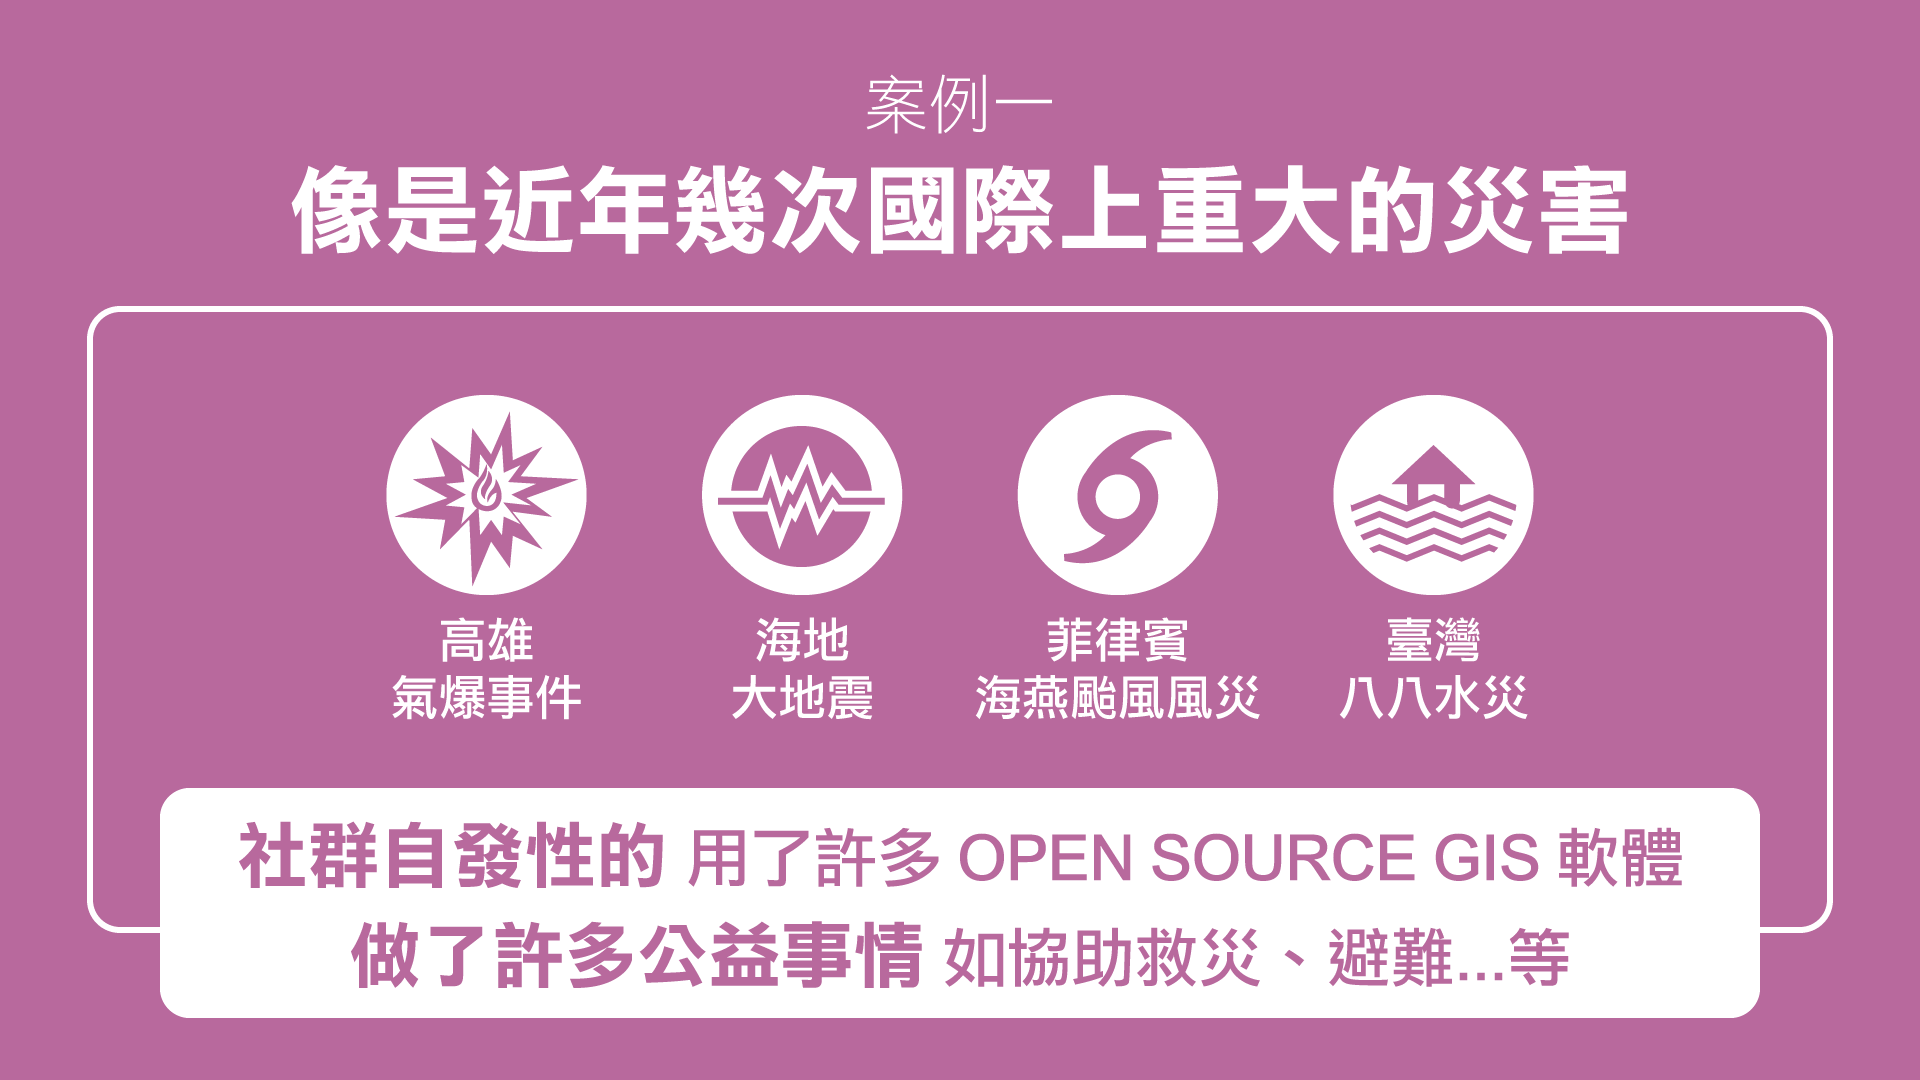 案例一
像是近年幾次國際上重大的災害
高雄
氣爆事件
海地
大地震
菲律賓
海燕颱風風災
臺灣
八八水災
社群自發性的 用了許多 OPEN SOURCE GIS 軟體
做了許多公益事情 如協助救災、避難...等